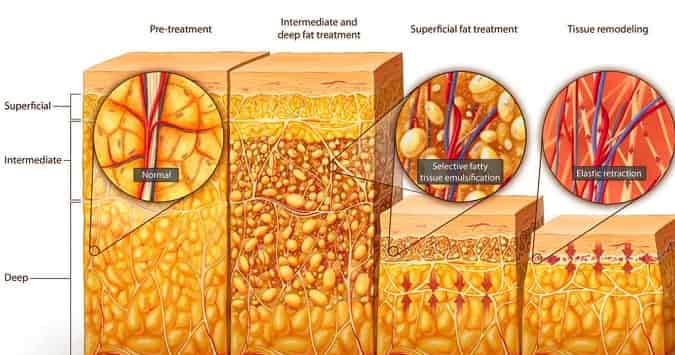 Pre-treatment
Intermediate and
deep fat treatment
Superficial fat treatment
Tissue remodeling
Superficial
Intermediate
Deep
Normal
Selective fatty
tissue emulsification
Elastic retraction